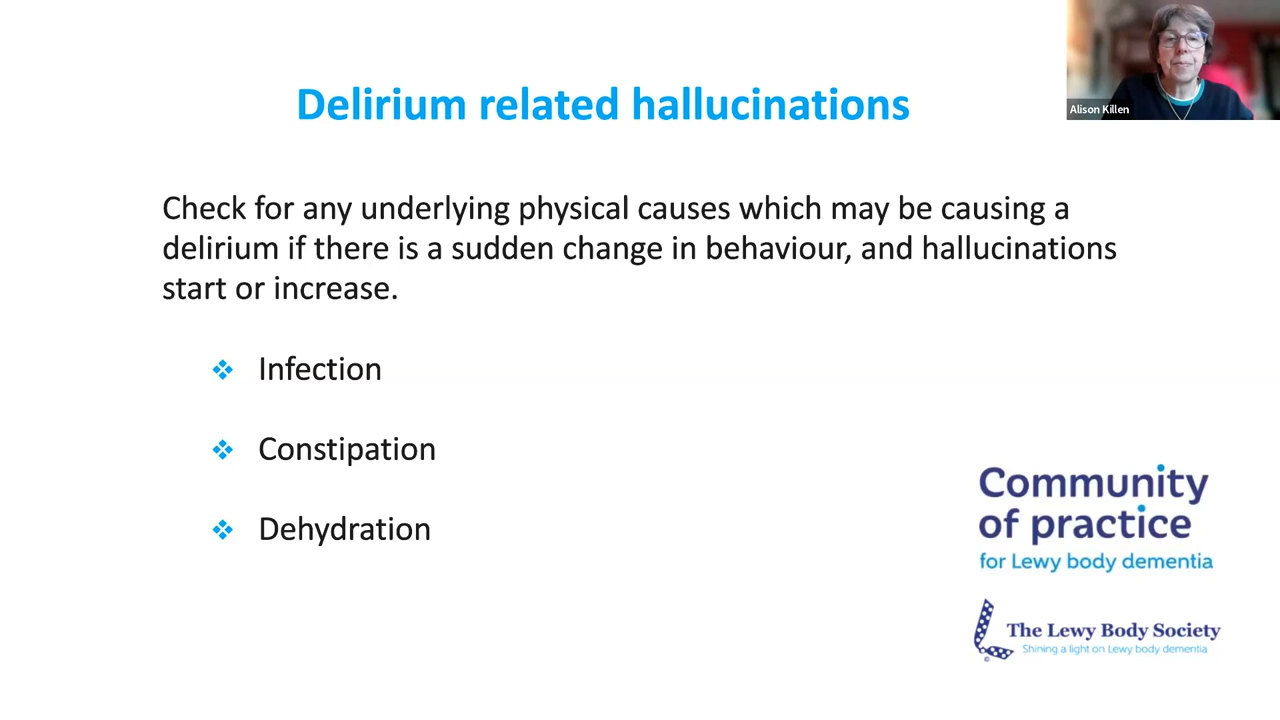 Delirium related hallucinations
Alison Killen
Check for any underlying physical causes which may be causing a
delirium if there is a sudden change in behaviour, and hallucinations
start or increase.
❖ Infection
❖ Constipation
❖ Dehydration
Community
of practice
for Lewy body dementia
The Lewy Body Society
Shining a light on Lewy body dementia
©